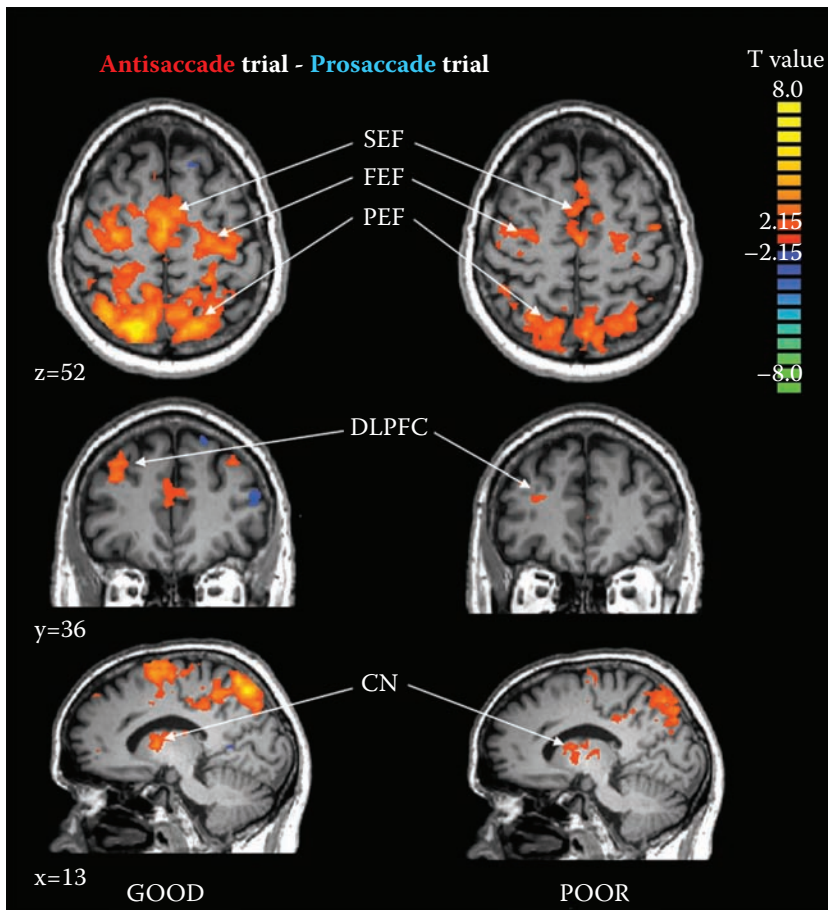 Antisaccade trial - Prosaccade trial
T value
8.0
SEF
FEF
PEF
2.15
−2.15
−8.0
z=52
DLPFC
y=36
CN
x=13
GOOD
POOR